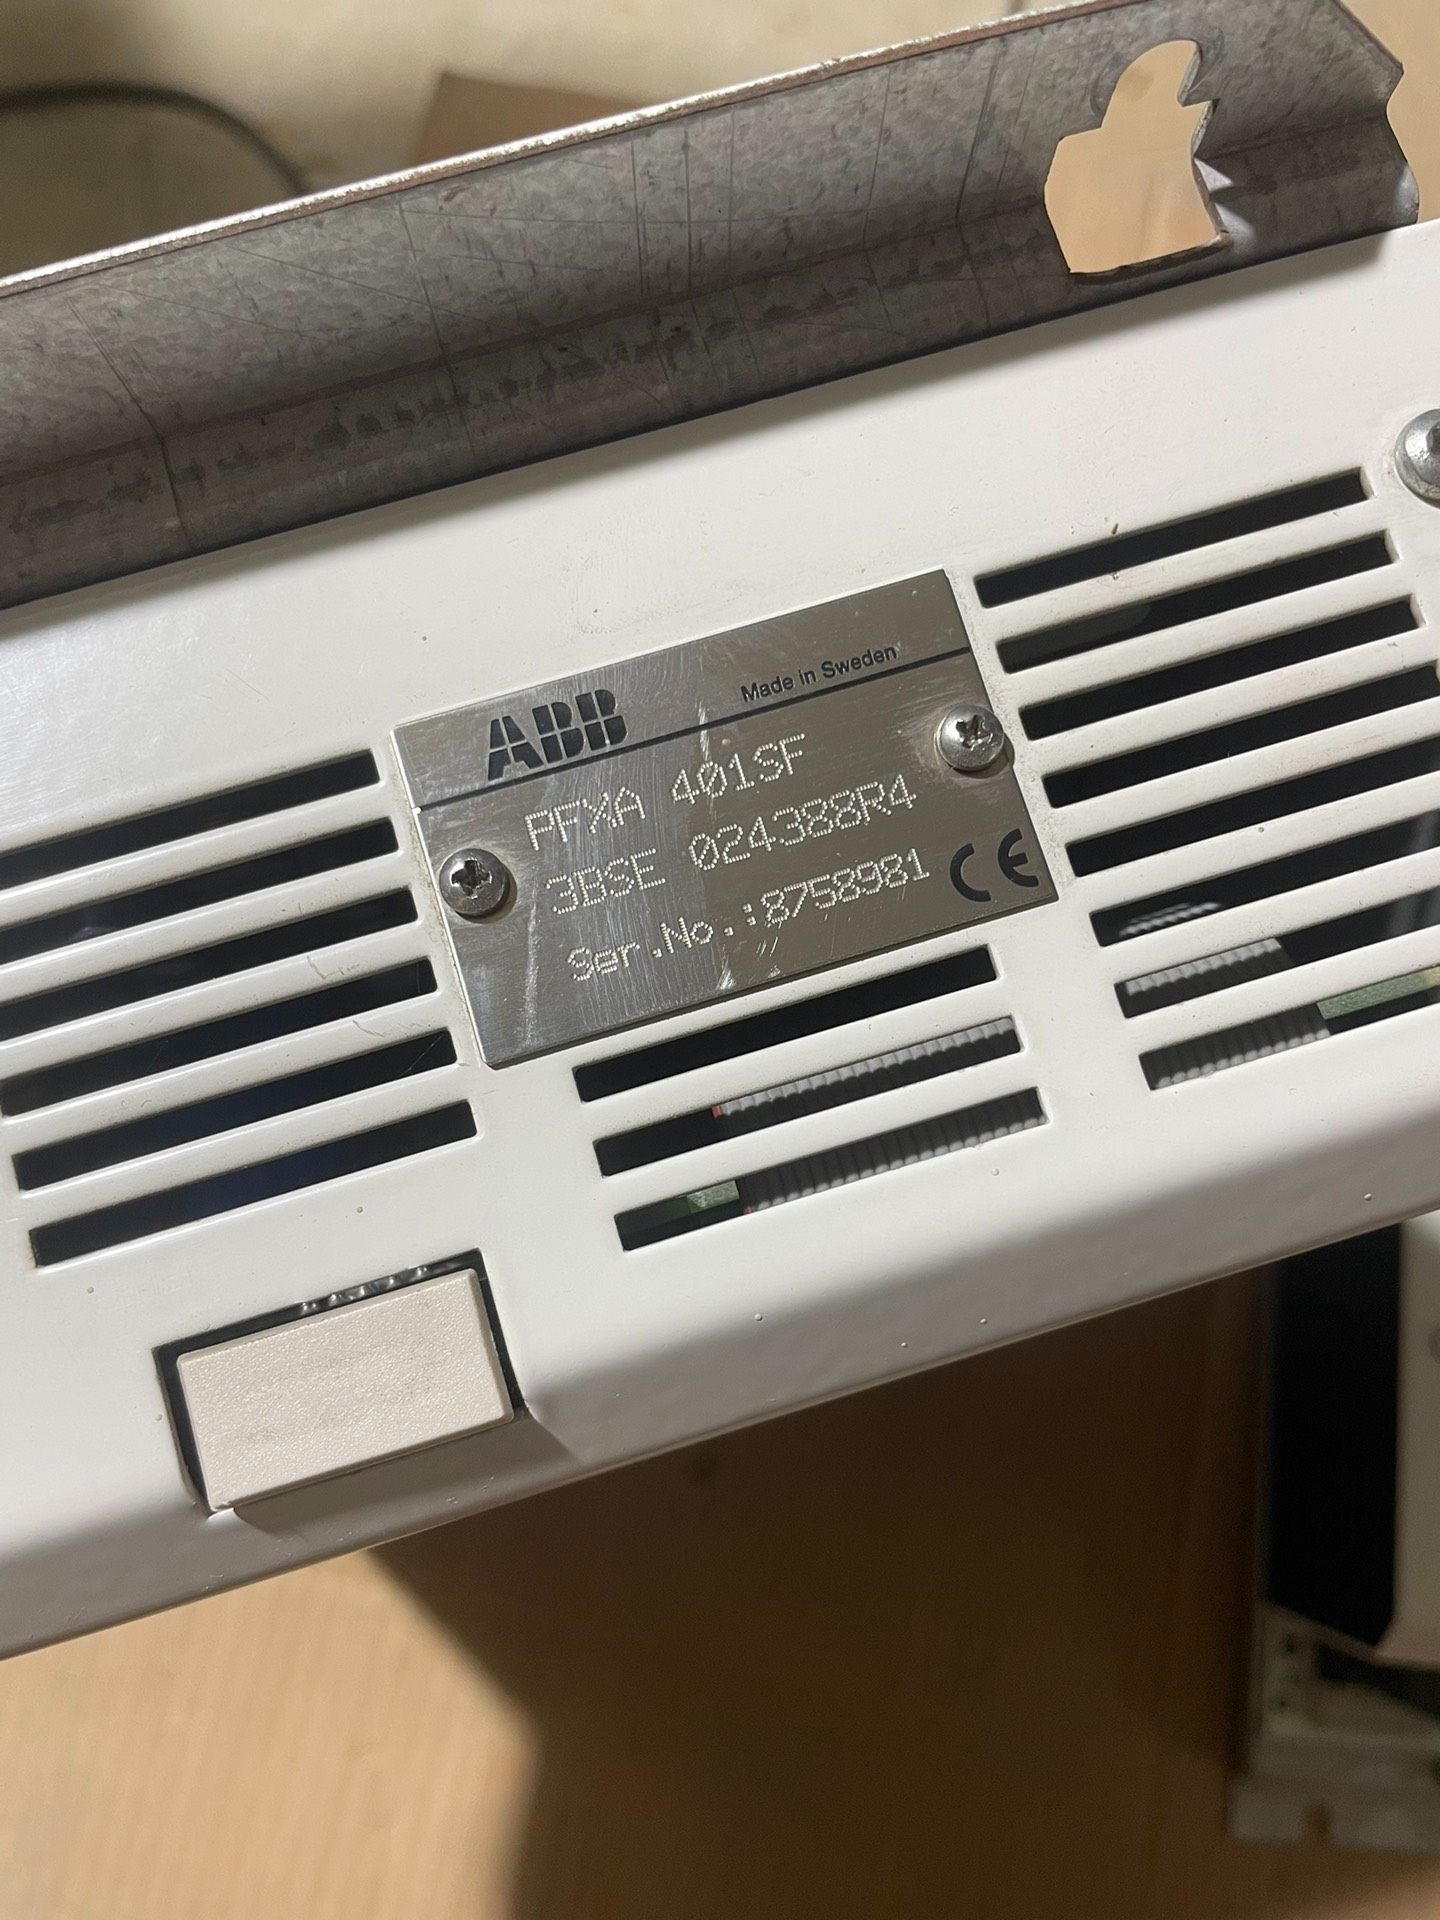 ABB
Made in Sweden
PFXA 401SF
3BSE 024388R4
Ser.No.:8758981
CE